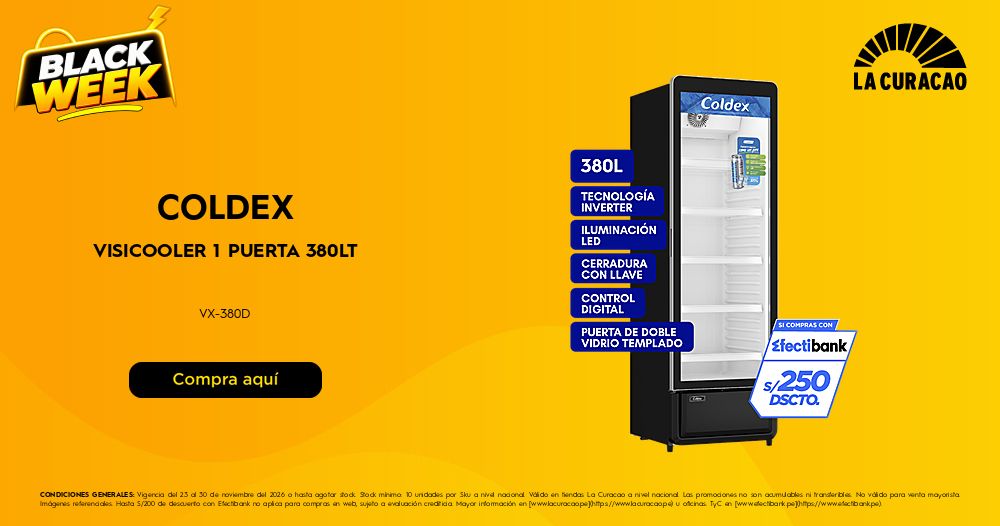 BLACK
WEEK
LA CURACAO
COLDEX
VISICOOLER 1 PUERTA 380LT
VX-380D
Compra aquí
Coldex
380L
TECNOLOGÍA
INVERTER
ILUMINACIÓN
LED
CERRADURA
CON LLAVE
CONTROL
DIGITAL
PUERTA DE DOBLE
VIDRIO TEMPLADO
SI COMPRAS CON
Efectibank
S/250
DSCTO.
CONDICIONES GENERALES: Vigencia del 23 al 30 de noviembre del 2026 o hasta agotar stock. Stock mínimo: 10 unidades por Sku a nivel nacional. Válido en tiendas La Curacao a nivel nacional. Las promociones no son acumulables ni transferibles. No válido para venta mayorista.
Imágenes referenciales. Hasta S/200 de descuento con Efectibank no aplica para compras en web, sujeto a evaluación crediticia. Mayor información en [www.lacuracao.pe](https://www.lacuracao.pe) u oficinas. TyC en [www.efectibank.pe](https://www.efectibank.pe).